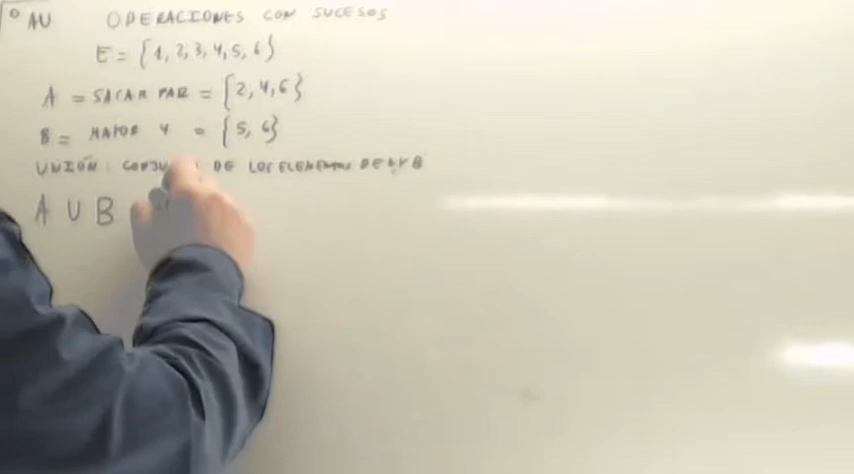 º AU OPERACIONES CON SUCESOS
E = {1, 2, 3, 4, 5, 6}
A = SACAR PAR = {2, 4, 6}
B = MAYOR 4 = {5, 6}
UNIÓN: DE LOS ELEMENTOS DE A Y B
A U B